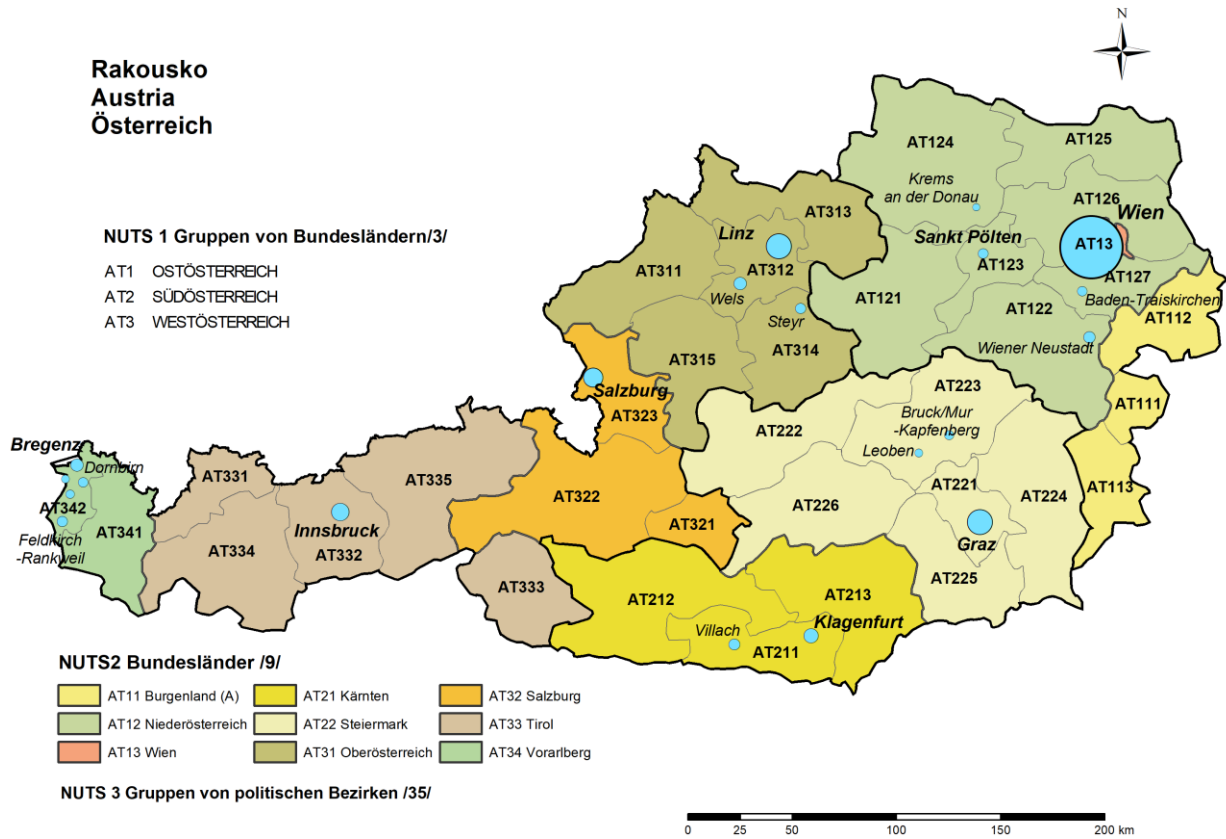 N
Rakousko
Austria
Österreich
NUTS 1 Gruppen von Bundesländern/3/
AT1 OSTÖSTERREICH
AT2 SÜDÖSTERREICH
AT3 WESTÖSTERREICH
AT124
AT125
Krems
an der Donau
AT126
Wien
AT313
Linz
Sankt Pölten
AT13
AT311
AT312
AT123
AT127
Wels
AT121
Baden-Traiskirchen
Steyr
AT122
AT112
AT314
Wiener Neustadt
AT315
Salzburg
AT223
AT323
AT111
Bruck/Mur
-Kapfenberg
AT222
Leoben
Bregenz
Dornbirn
AT331
AT335
AT322
AT221
AT224
AT113
AT342
AT341
AT226
AT321
Innsbruck
Feldkirch
-Rankweil
AT334
AT332
Graz
AT333
AT225
AT212
AT213
Villach
Klagenfurt
AT211
NUTS2 Bundesländer /9/
AT11 Burgenland (A)
AT12 Niederösterreich
AT13 Wien
AT21 Kärnten
AT22 Steiermark
AT31 Oberösterreich
AT32 Salzburg
AT33 Tirol
AT34 Vorarlberg
NUTS 3 Gruppen von politischen Bezirken /35/
0 25 50 100 150 200 km